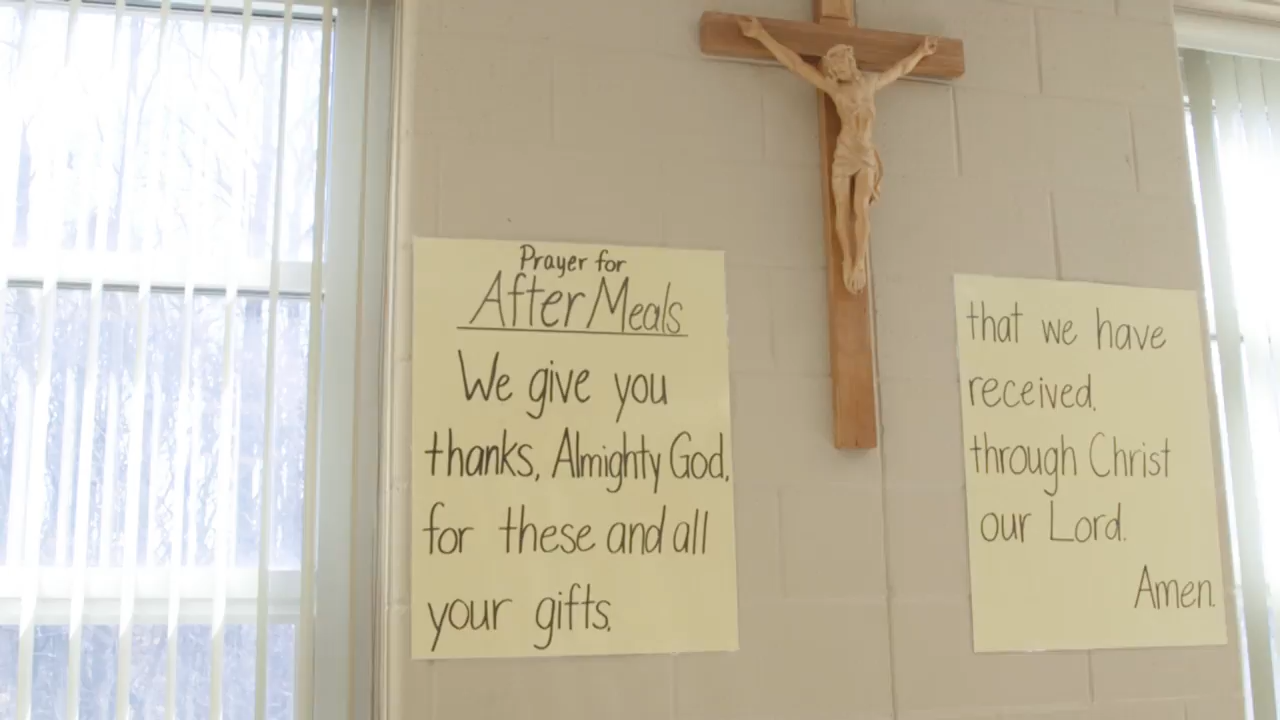 Prayer for
After Meals
We give you
thanks, Almighty God,
for these and all
your gifts,
that we have
received,
through Christ
our Lord.
Amen.